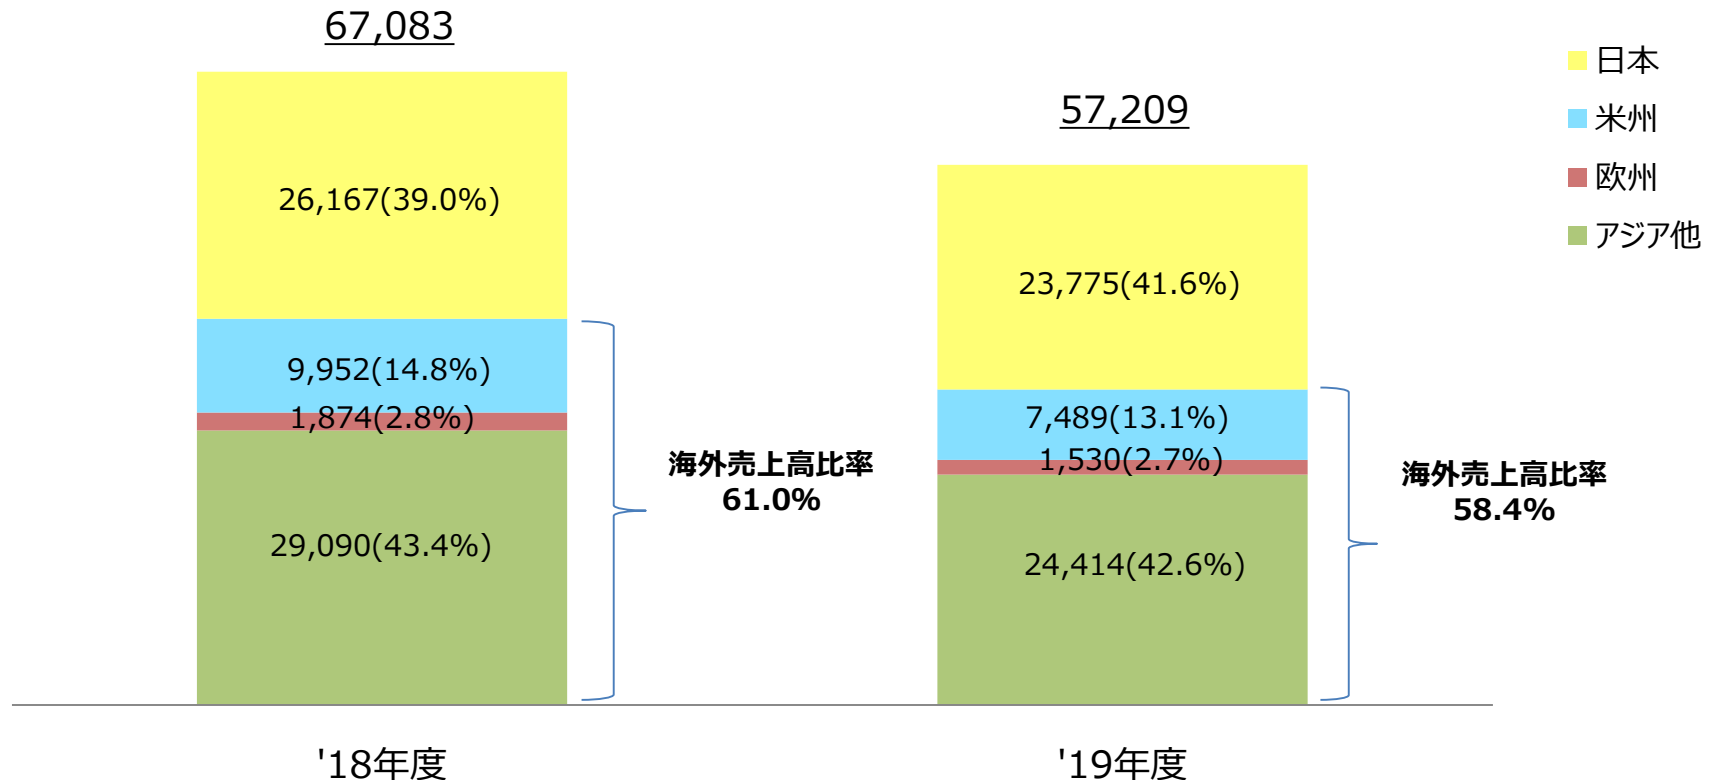 67,083
57,209
日本
米州
欧州
アジア他
26,167(39.0%)
9,952(14.8%)
1,874(2.8%)
29,090(43.4%)
海外売上高比率
61.0%
23,775(41.6%)
7,489(13.1%)
1,530(2.7%)
24,414(42.6%)
海外売上高比率
58.4%
'18年度
'19年度